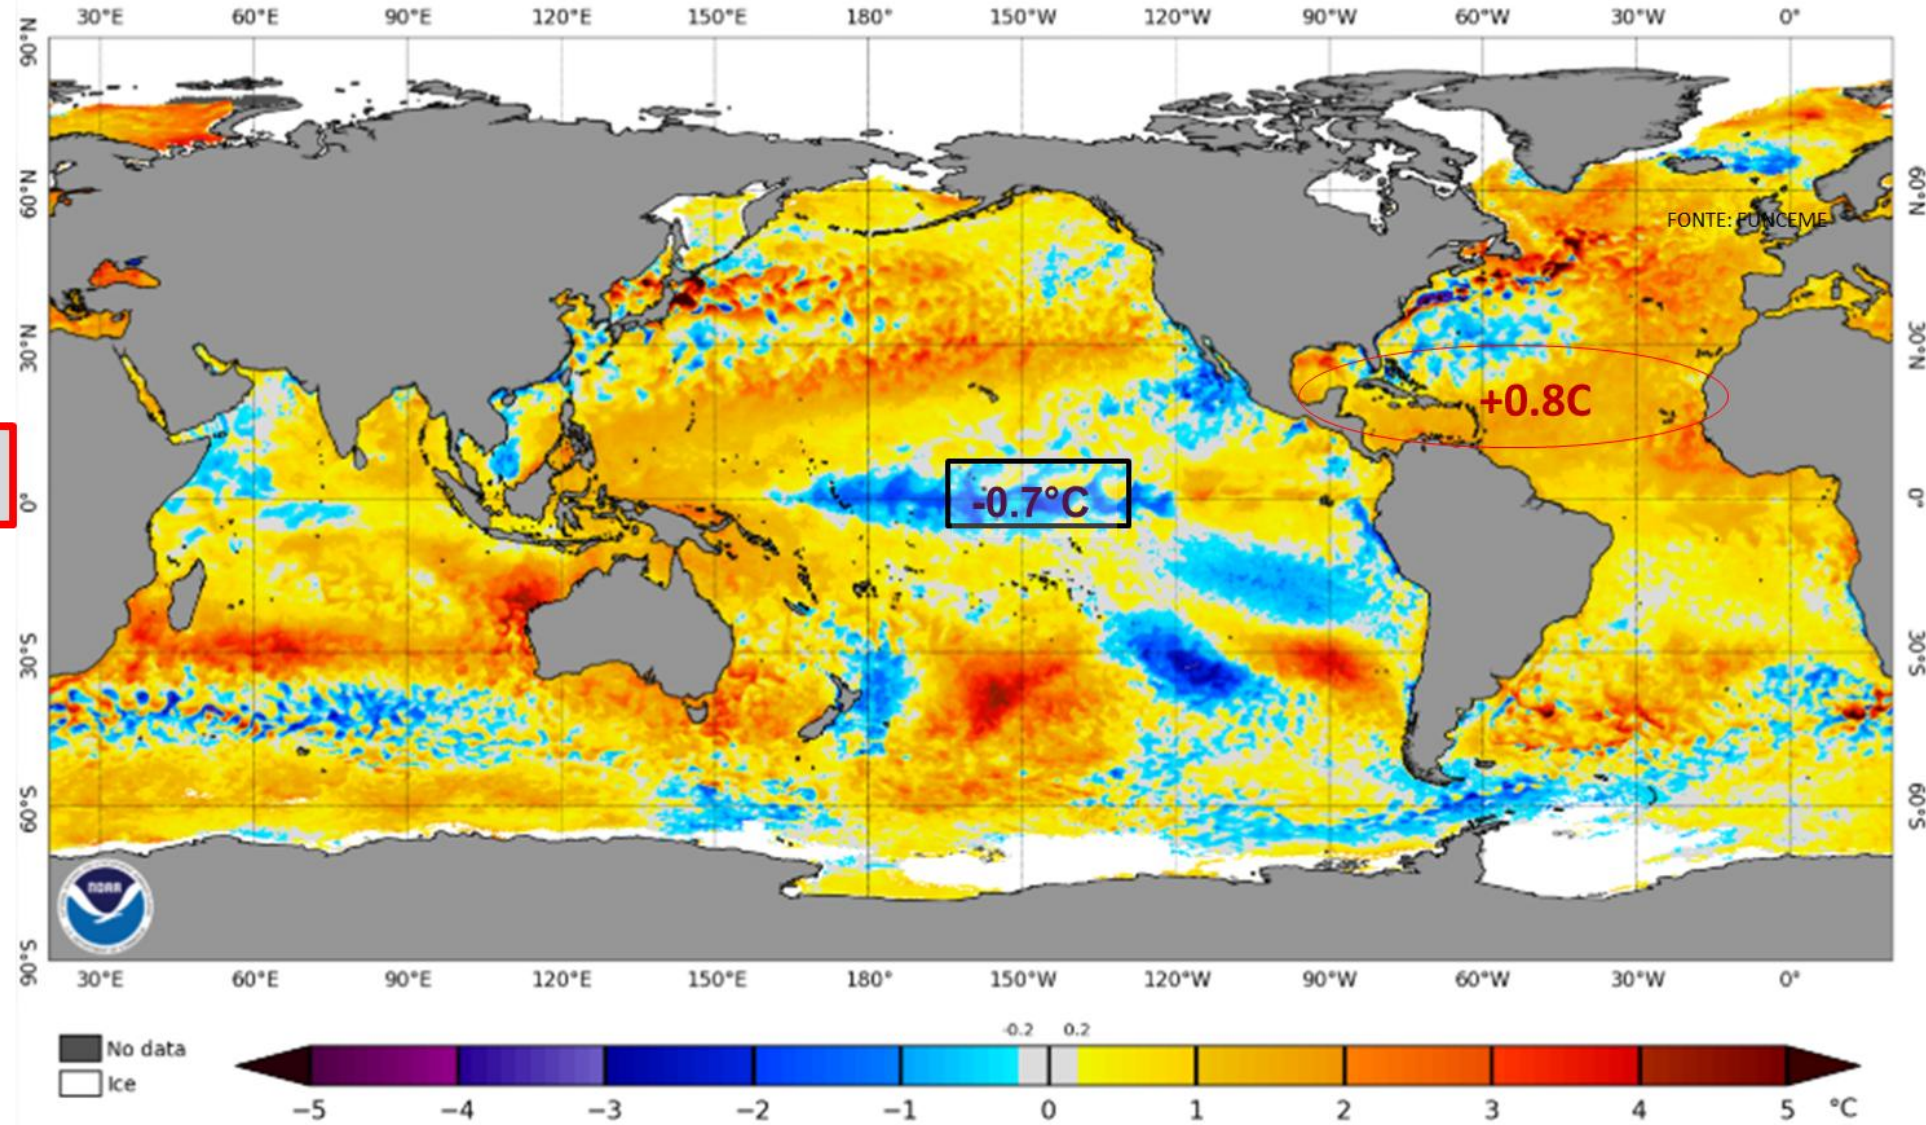 30°E 60°E 90°E 120°E 150°E 180° 150°W 120°W 90°W 60°W 30°W 0°
90°N
60°N 60°N
FONTE: FUNCEME
30°N 30°N
+0.8C
0° 0°
-0.7°C
30°S 30°S
60°S 60°S
NOAA
90°S
30°E 60°E 90°E 120°E 150°E 180° 150°W 120°W 90°W 60°W 30°W 0°
-0.2 0.2
No data
Ice
−5 −4 −3 −2 −1 0 1 2 3 4 5 °C